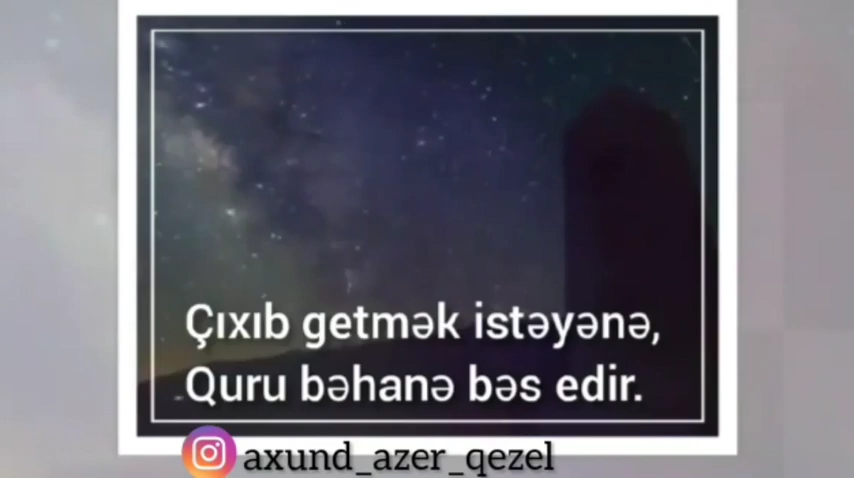 Çıxıb getmək istəyənə,
Quru bəhanə bəs edir.
axund_azer_qezel